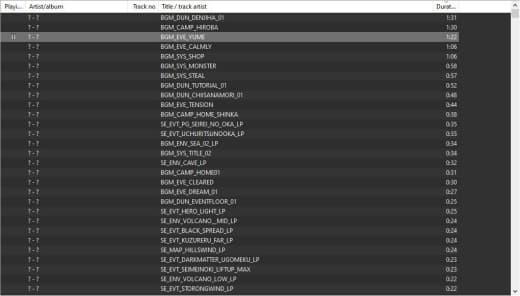 Playi... Artist/album Track no Title / track artist Durat...
? - ? BGM_DUN_DENJIHA_01 1:31
? - ? BGM_CAMP_HIROBA 1:30
? - ? BGM_EVE_YUME 1:22
? - ? BGM_EVE_CALMLY 1:06
? - ? BGM_SYS_SHOP 1:06
? - ? BGM_SYS_MONSTER 0:58
? - ? BGM_SYS_STEAL 0:57
? - ? BGM_DUN_TUTORIAL_01 0:52
? - ? BGM_DUN_CHIISANAMORI_01 0:48
? - ? BGM_EVE_TENSION 0:44
? - ? BGM_CAMP_HOME_SHINKA 0:38
? - ? SE_EVT_PG_SEIREI_NO_OKA_LP 0:35
? - ? SE_EVT_UCHURITSUNOOKA_LP 0:35
? - ? BGM_ENV_SEA_02_LP 0:34
? - ? BGM_SYS_TITLE_02 0:34
? - ? SE_ENV_CAVE_LP 0:32
? - ? BGM_CAMP_HOME01 0:31
? - ? BGM_EVE_CLEARED 0:30
? - ? BGM_EVE_DREAM_01 0:27
? - ? BGM_DUN_EVENTFLOOR_01 0:25
? - ? SE_EVT_HERO_LIGHT_LP 0:25
? - ? SE_ENV_VOLCANO__MID_LP 0:24
? - ? SE_EVT_BLACK_SPREAD_LP 0:24
? - ? SE_EVT_KUZURERU_FAR_LP 0:24
? - ? SE_MAP_HILLSWIND_LP 0:24
? - ? SE_EVT_DARKMATTER_UGOMEKU_LP 0:23
? - ? SE_EVT_SEIMEINOKI_LIFTUP_MAX 0:23
? - ? SE_ENV_VOLCANO_LOW_LP 0:22
? - ? SE_EVT_STORONGWIND_LP 0:22